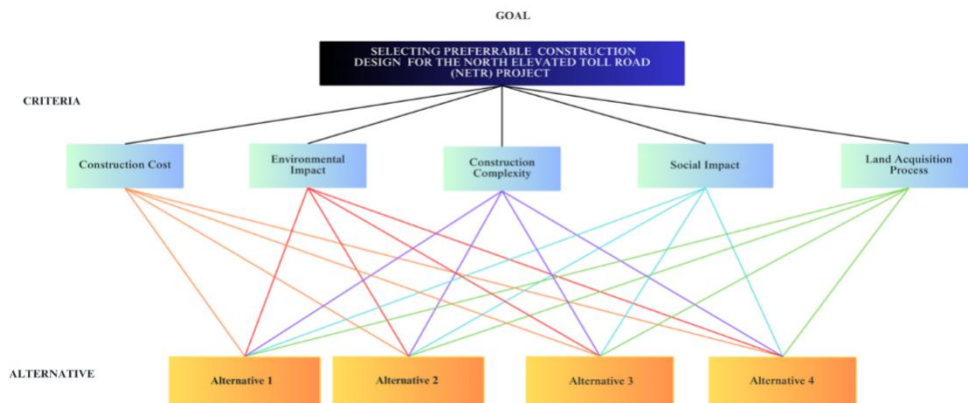 GOAL
SELECTING PREFERRABLE CONSTRUCTION
DESIGN FOR THE NORTH ELEVATED TOLL ROAD
(NETR) PROJECT
CRITERIA
Construction Cost
Environmental
Impact
Construction
Complexity
Social Impact
Land Acquisition
Process
ALTERNATIVE
Alternative 1
Alternative 2
Alternative 3
Alternative 4